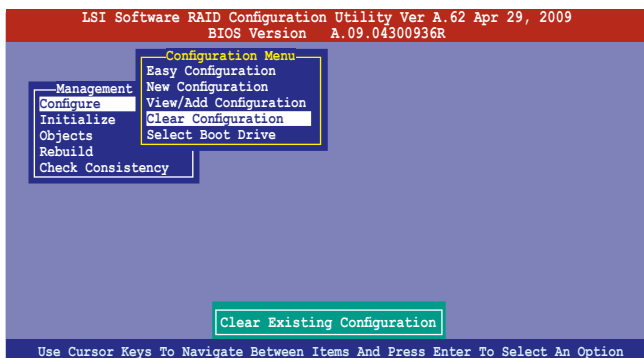 LSI Software RAID Configuration Utility Ver A.62 Apr 29, 2009
BIOS Version A.09.04300936R
Configuration Menu
Easy Configuration
New Configuration
View/Add Configuration
Clear Configuration
Select Boot Drive
Management
Configure
Initialize
Objects
Rebuild
Check Consistency
Clear Existing Configuration
Use Cursor Keys To Navigate Between Items And Press Enter To Select An Option